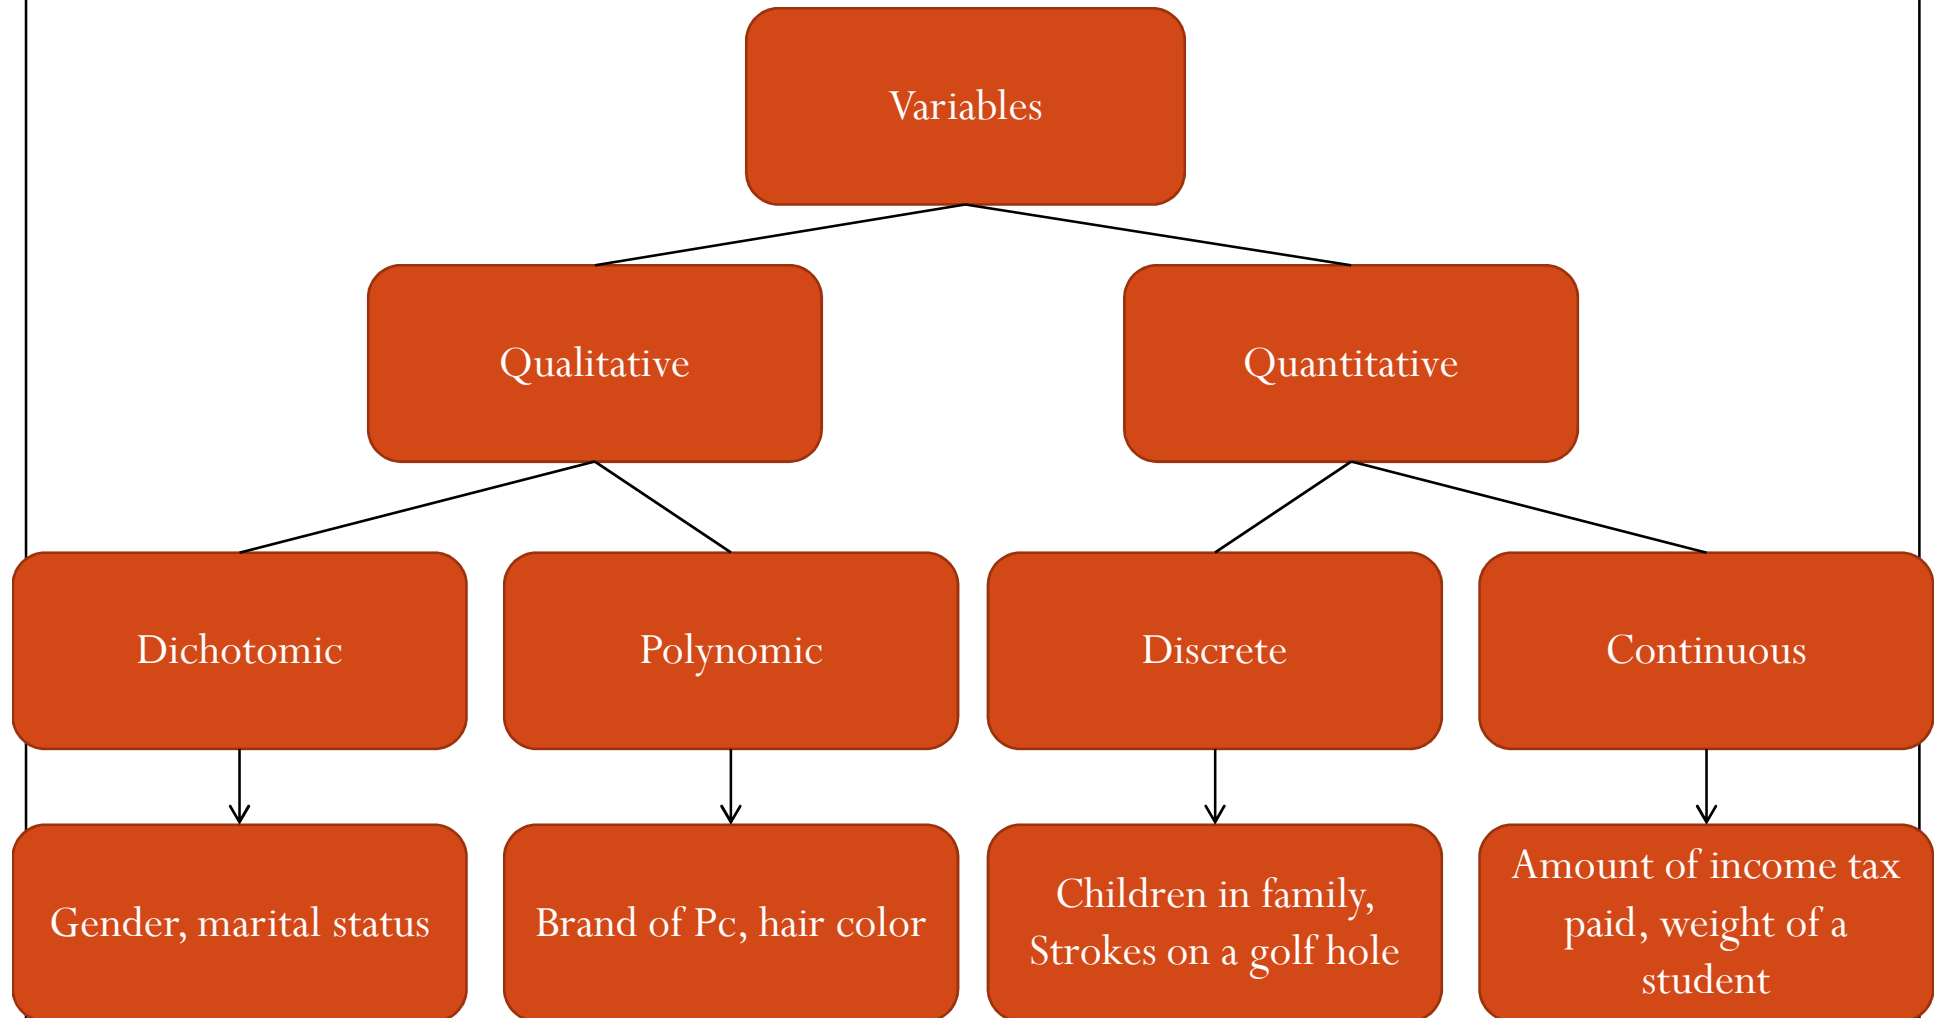 Variables
Qualitative
Quantitative
Dichotomic
Polynomic
Discrete
Continuous
Gender, marital status
Brand of Pc, hair color
Children in family,
Strokes on a golf hole
Amount of income tax
paid, weight of a
student